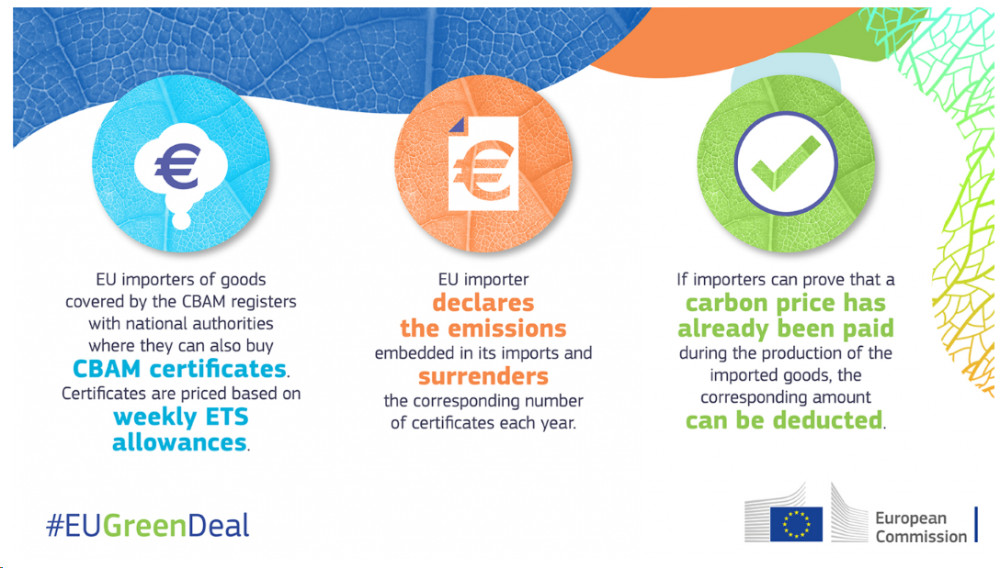 EU importers of goods
covered by the CBAM registers
with national authorities
where they can also buy
CBAM certificates.
Certificates are priced based on
weekly ETS
allowances.
EU importer
declares
the emissions
embedded in its imports and
surrenders
the corresponding number
of certificates each year.
If importers can prove that a
carbon price has
already been paid
during the production of the
imported goods, the
corresponding amount
can be deducted.
#EUGreenDeal
European
Commission